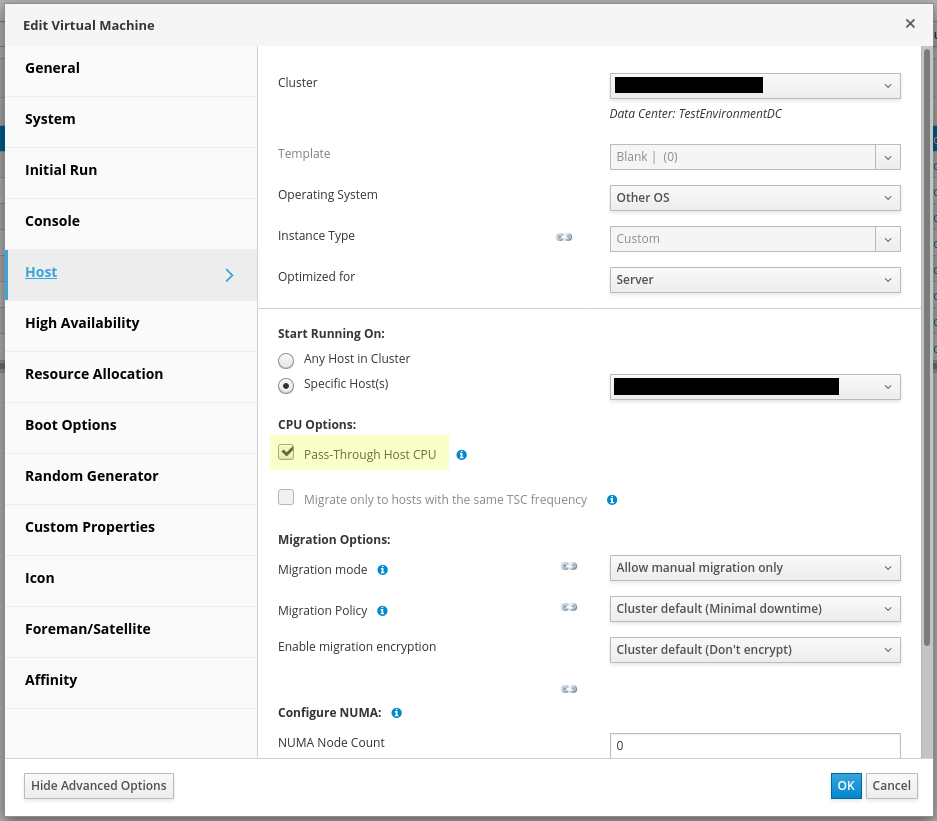 Edit Virtual Machine
General
System
Initial Run
Console
Host
High Availability
Resource Allocation
Boot Options
Random Generator
Custom Properties
Icon
Foreman/Satellite
Affinity
Cluster
Data Center: TestEnvironmentDC
Template
Blank | (0)
Operating System
Other OS
Instance Type
Custom
Optimized for
Server
Start Running On:
Any Host in Cluster
Specific Host(s)
CPU Options:
Pass-Through Host CPU
Migrate only to hosts with the same TSC frequency
Migration Options:
Migration mode
Allow manual migration only
Migration Policy
Cluster default (Minimal downtime)
Enable migration encryption
Cluster default (Don't encrypt)
Configure NUMA:
NUMA Node Count
0
Hide Advanced Options
OK
Cancel